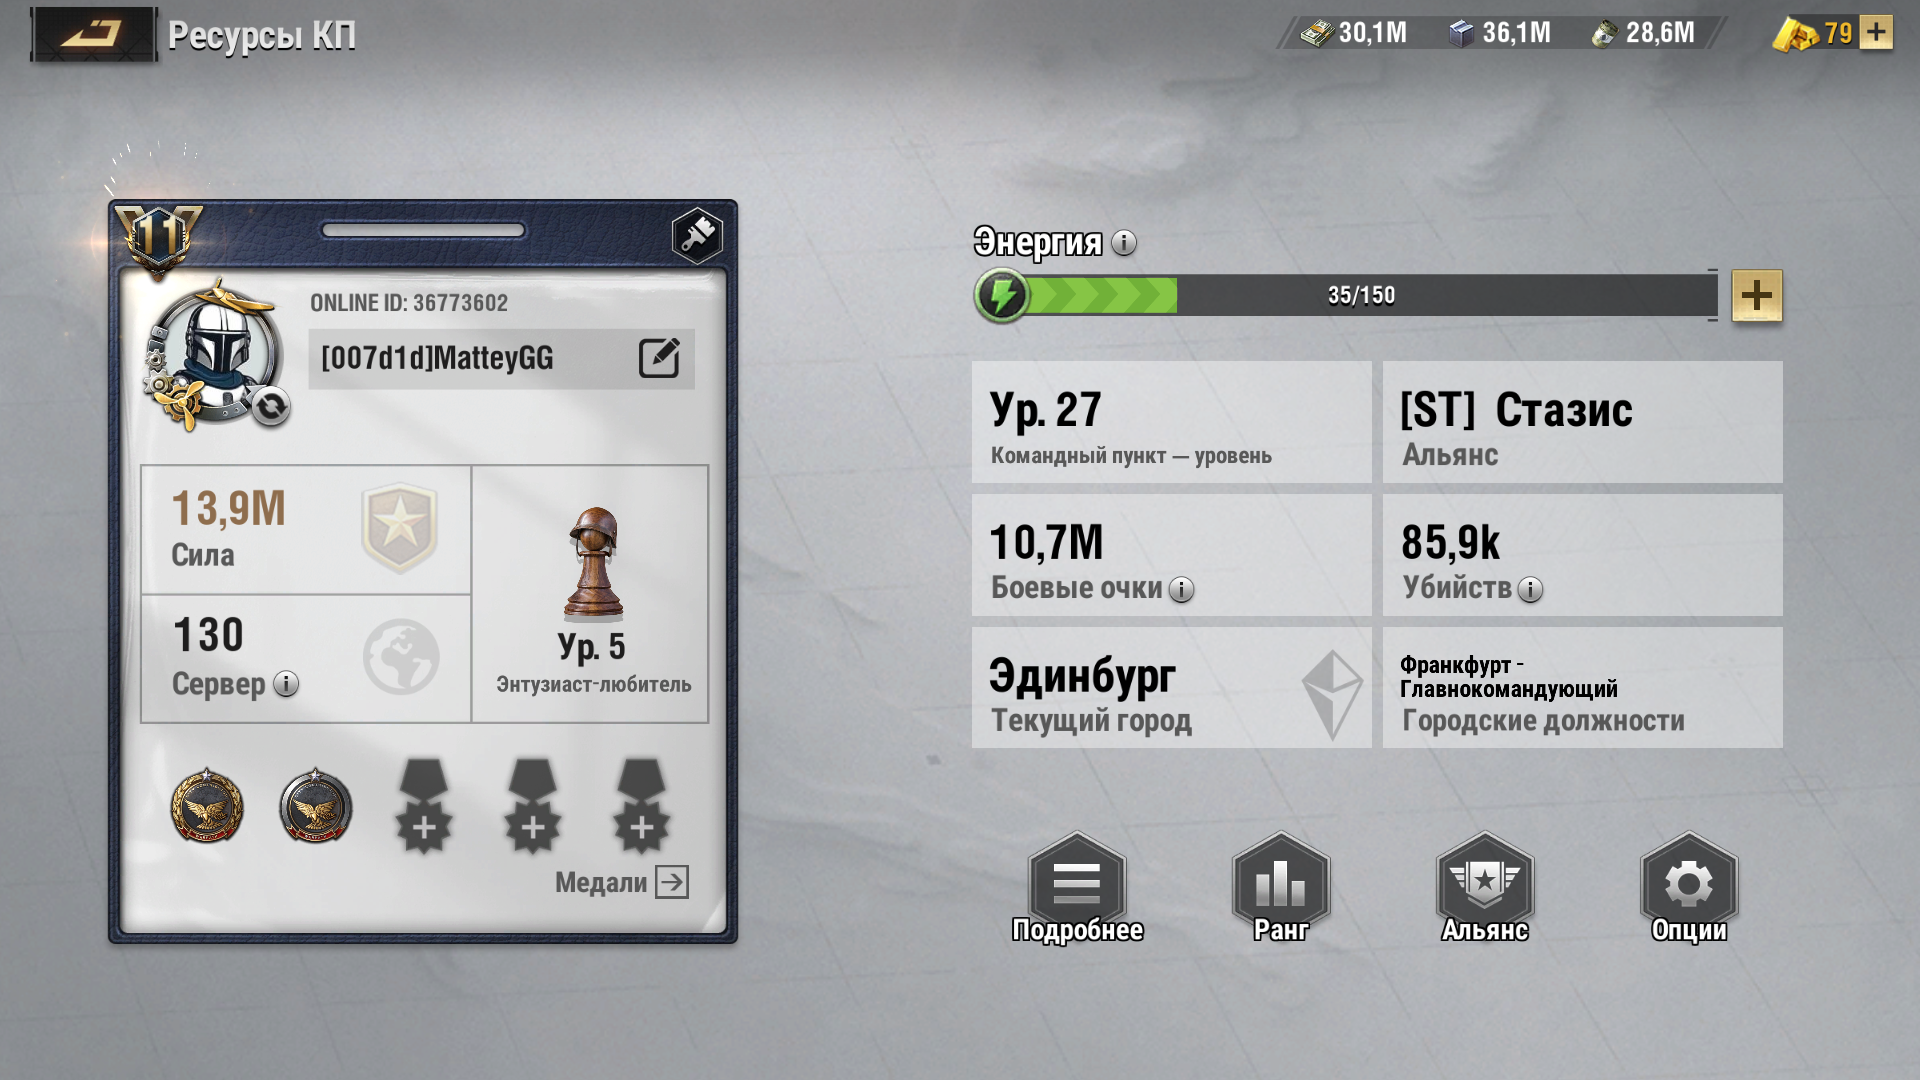 Ресурсы КП
30,1M
36,1M
28,6M
79
11
ONLINE ID: 36773602
[007d1d]MatteyGG
13,9M
Сила
130
Сервер
Ур. 5
Энтузиаст-любитель
Медали
Энергия
35/150
Ур. 27
Командный пункт — уровень
[ST] Стазис
Альянс
10,7M
Боевые очки
85,9k
Убийств
Эдинбург
Текущий город
Франкфурт -
Главнокомандующий
Городские должности
Подробнее
Ранг
Альянс
Опции